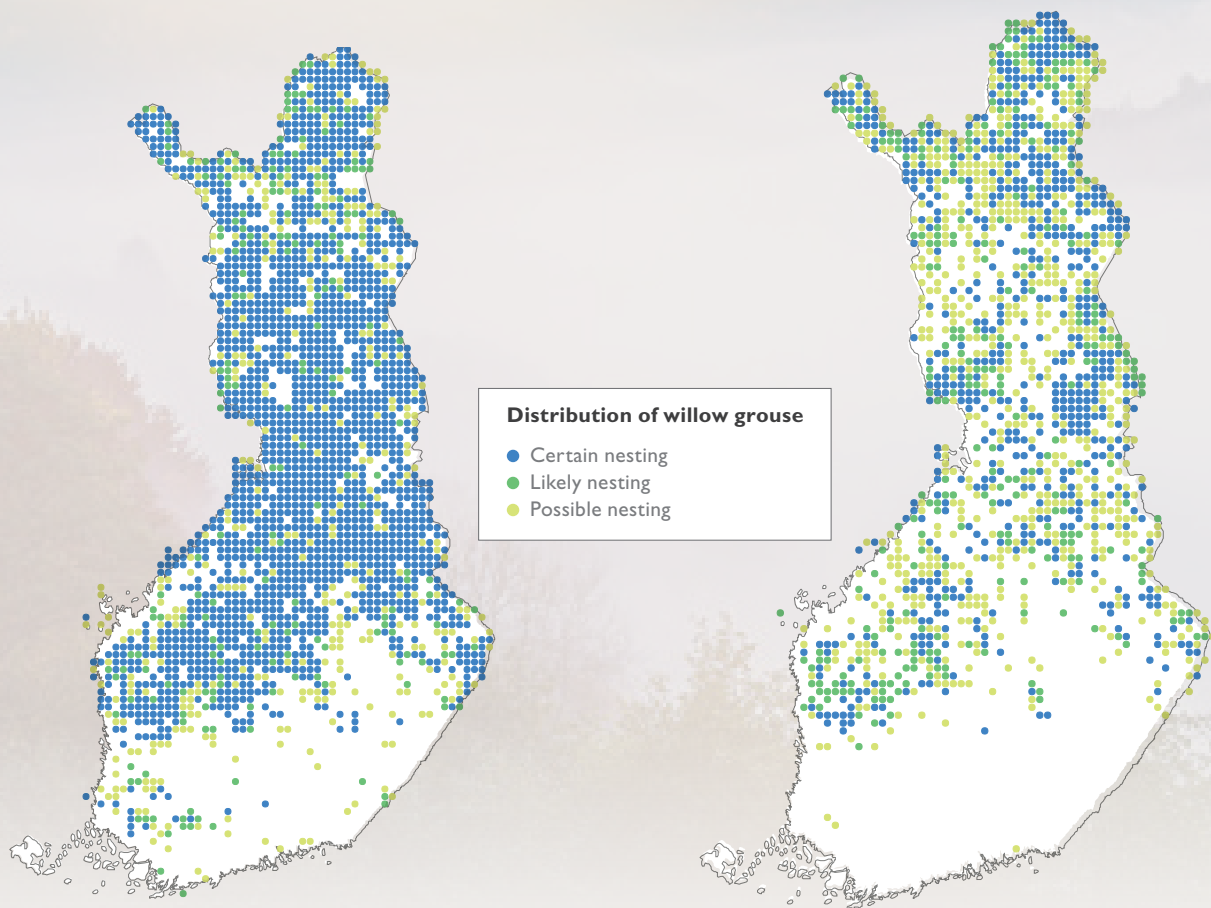 Distribution of willow grouse
Certain nesting
Likely nesting
Possible nesting